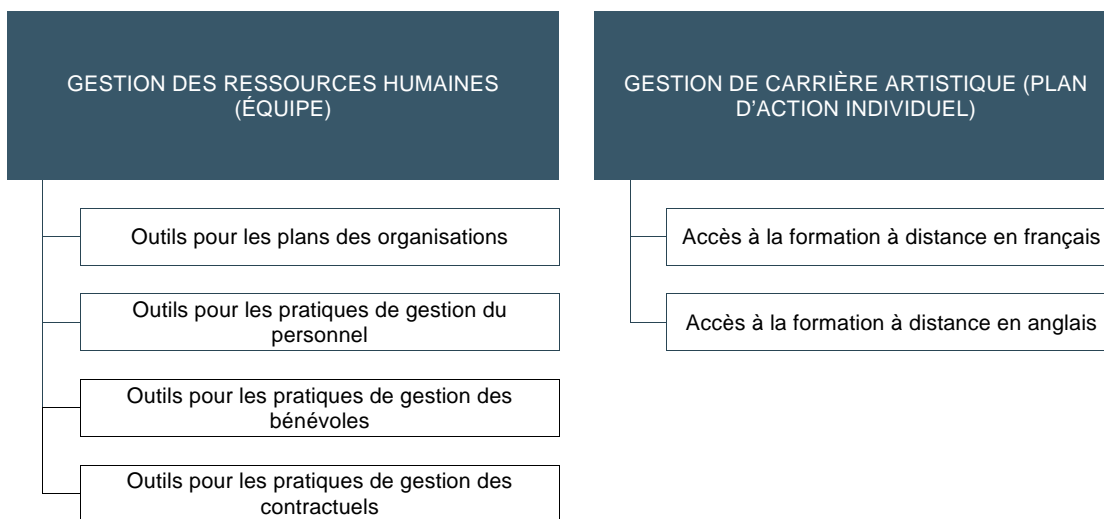 GESTION DES RESSOURCES HUMAINES
(ÉQUIPE)
Outils pour les plans des organisations
Outils pour les pratiques de gestion du
personnel
Outils pour les pratiques de gestion des
bénévoles
Outils pour les pratiques de gestion des
contractuels
GESTION DE CARRIÈRE ARTISTIQUE (PLAN
D’ACTION INDIVIDUEL)
Accès à la formation à distance en français
Accès à la formation à distance en anglais